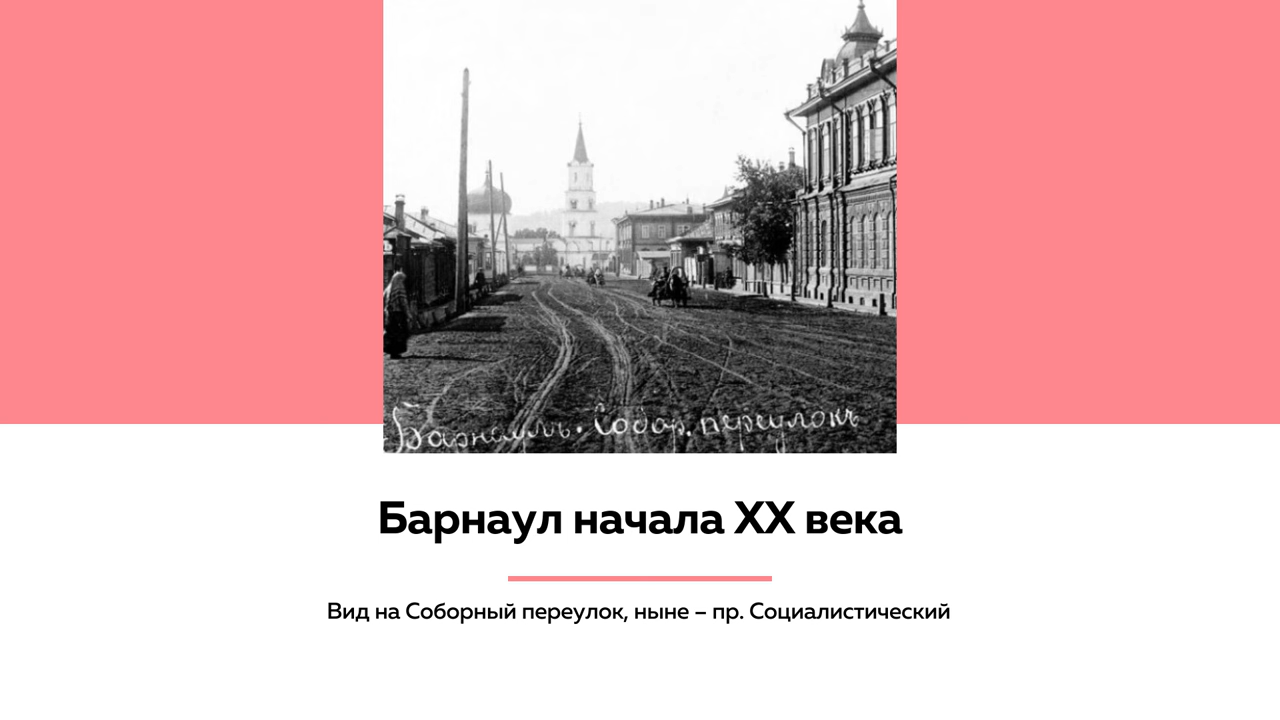 Барнаулъ. Собор. переулокъ
Барнаул начала XX века
Вид на Соборный переулок, ныне – пр. Социалистический